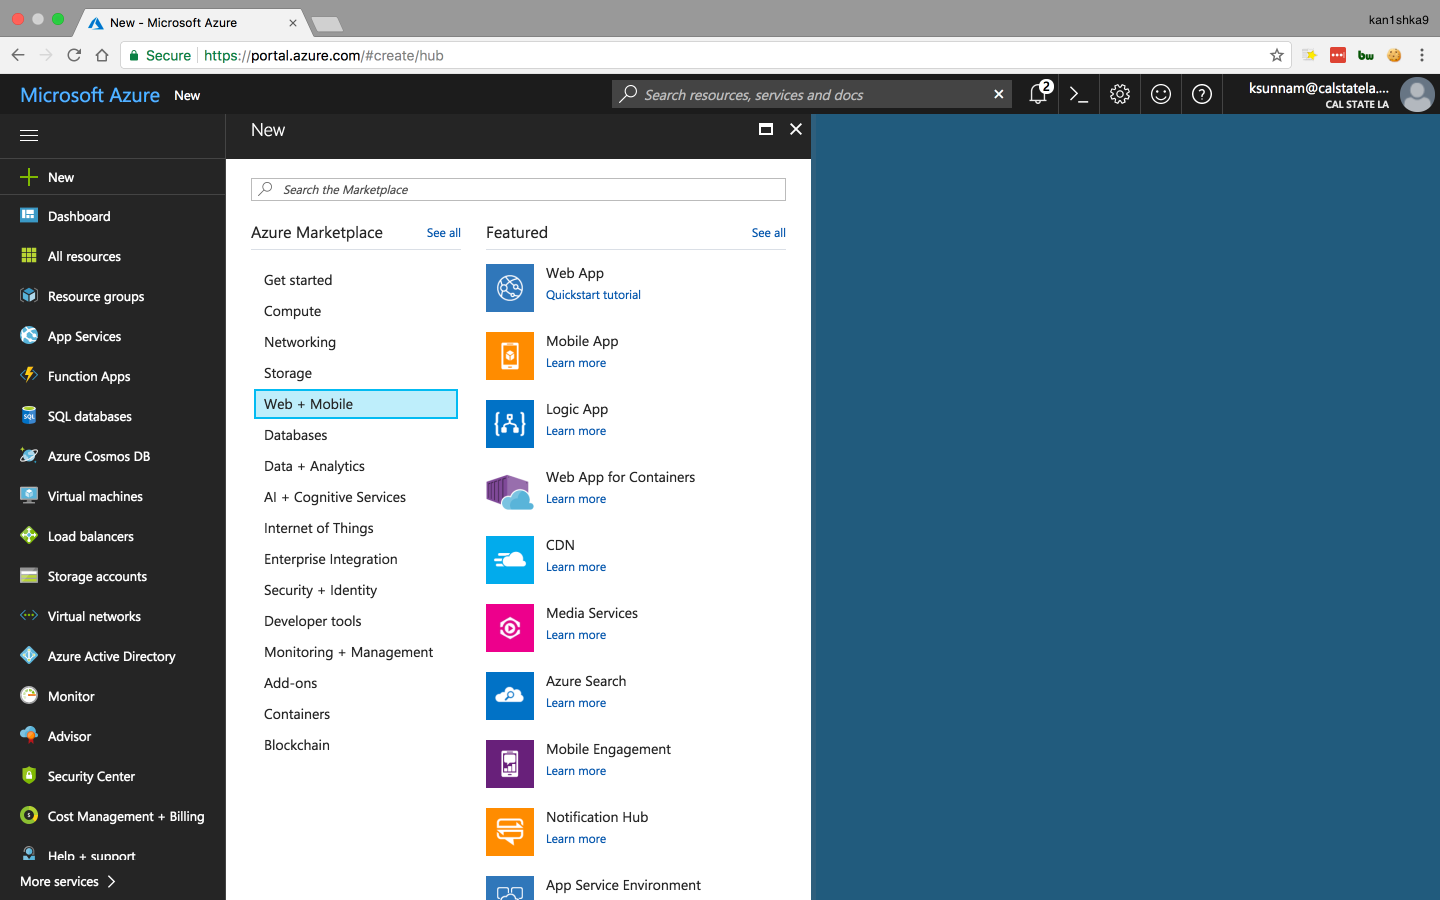 New - Microsoft Azure
kan1shka9
Secure
https://portal.azure.com/#create/hub
bw
Microsoft Azure
New
Search resources, services and docs
2
ksunnam@calstatela....
CAL STATE LA
New
New
Dashboard
All resources
Resource groups
App Services
Function Apps
SQL databases
Azure Cosmos DB
Virtual machines
Load balancers
Storage accounts
Virtual networks
Azure Active Directory
Monitor
Advisor
Security Center
Cost Management + Billing
Help + support
More services
Search the Marketplace
Azure Marketplace
See all
Get started
Compute
Networking
Storage
Web + Mobile
Databases
Data + Analytics
AI + Cognitive Services
Internet of Things
Enterprise Integration
Security + Identity
Developer tools
Monitoring + Management
Add-ons
Containers
Blockchain
Featured
See all
Web App
Quickstart tutorial
Mobile App
Learn more
Logic App
Learn more
Web App for Containers
Learn more
CDN
Learn more
Media Services
Learn more
Azure Search
Learn more
Mobile Engagement
Learn more
Notification Hub
Learn more
App Service Environment